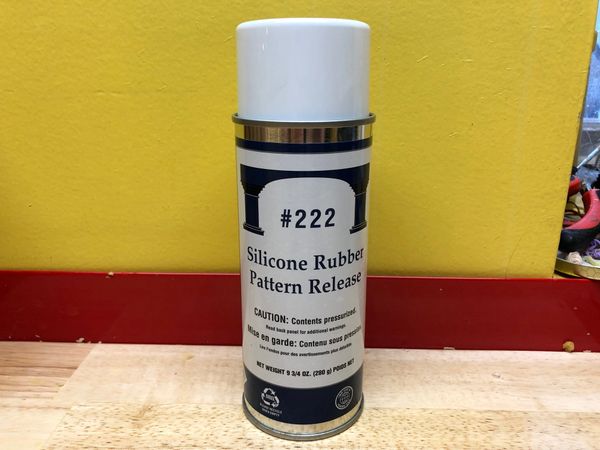 #222
Silicone Rubber
Pattern Release
CAUTION: Contents pressurized.
Read back panel for additional warnings.
Mise en garde: Contenu sous pression.
NET WEIGHT 9 3/4 OZ. (280 g) POIDS NET